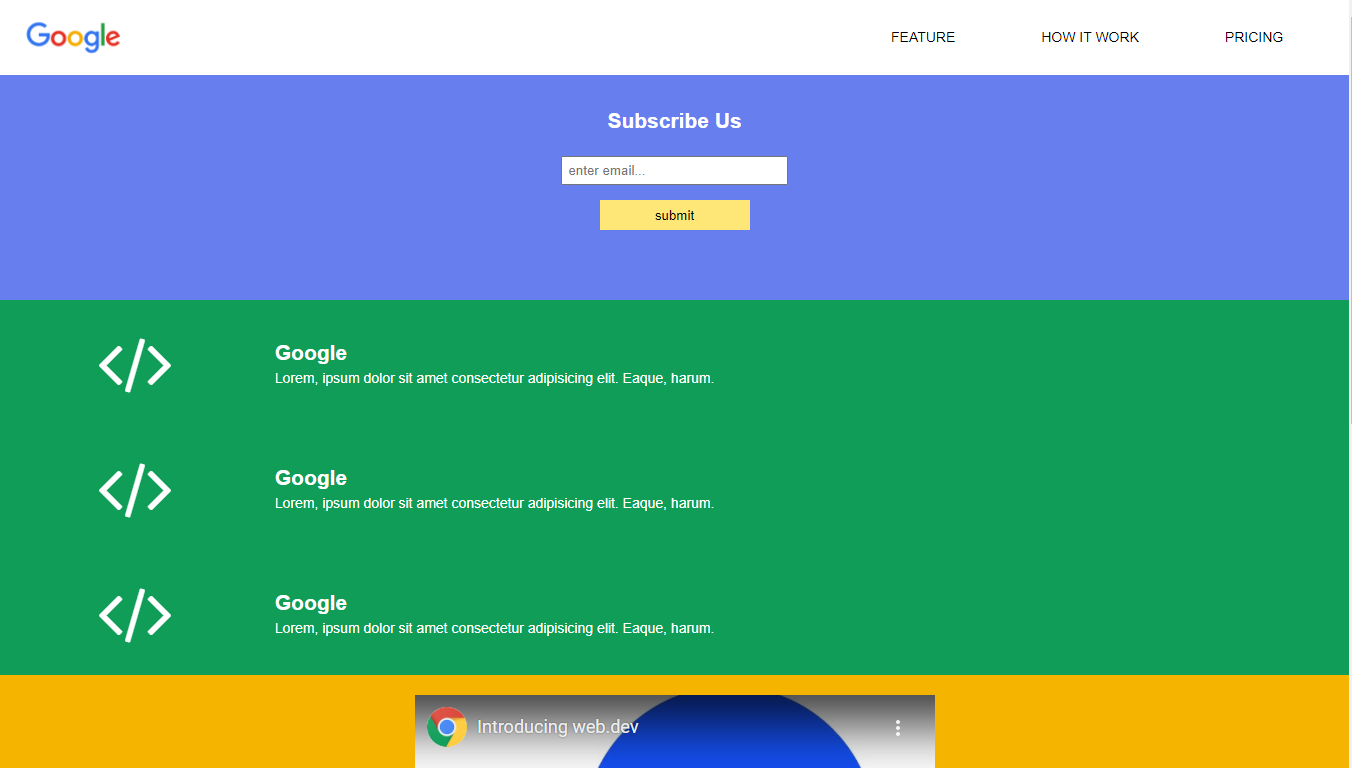 Google
FEATURE
HOW IT WORK
PRICING
Subscribe Us
enter email...
submit
Google
Lorem, ipsum dolor sit amet consectetur adipisicing elit. Eaque, harum.
Google
Lorem, ipsum dolor sit amet consectetur adipisicing elit. Eaque, harum.
Google
Lorem, ipsum dolor sit amet consectetur adipisicing elit. Eaque, harum.
Introducing web.dev